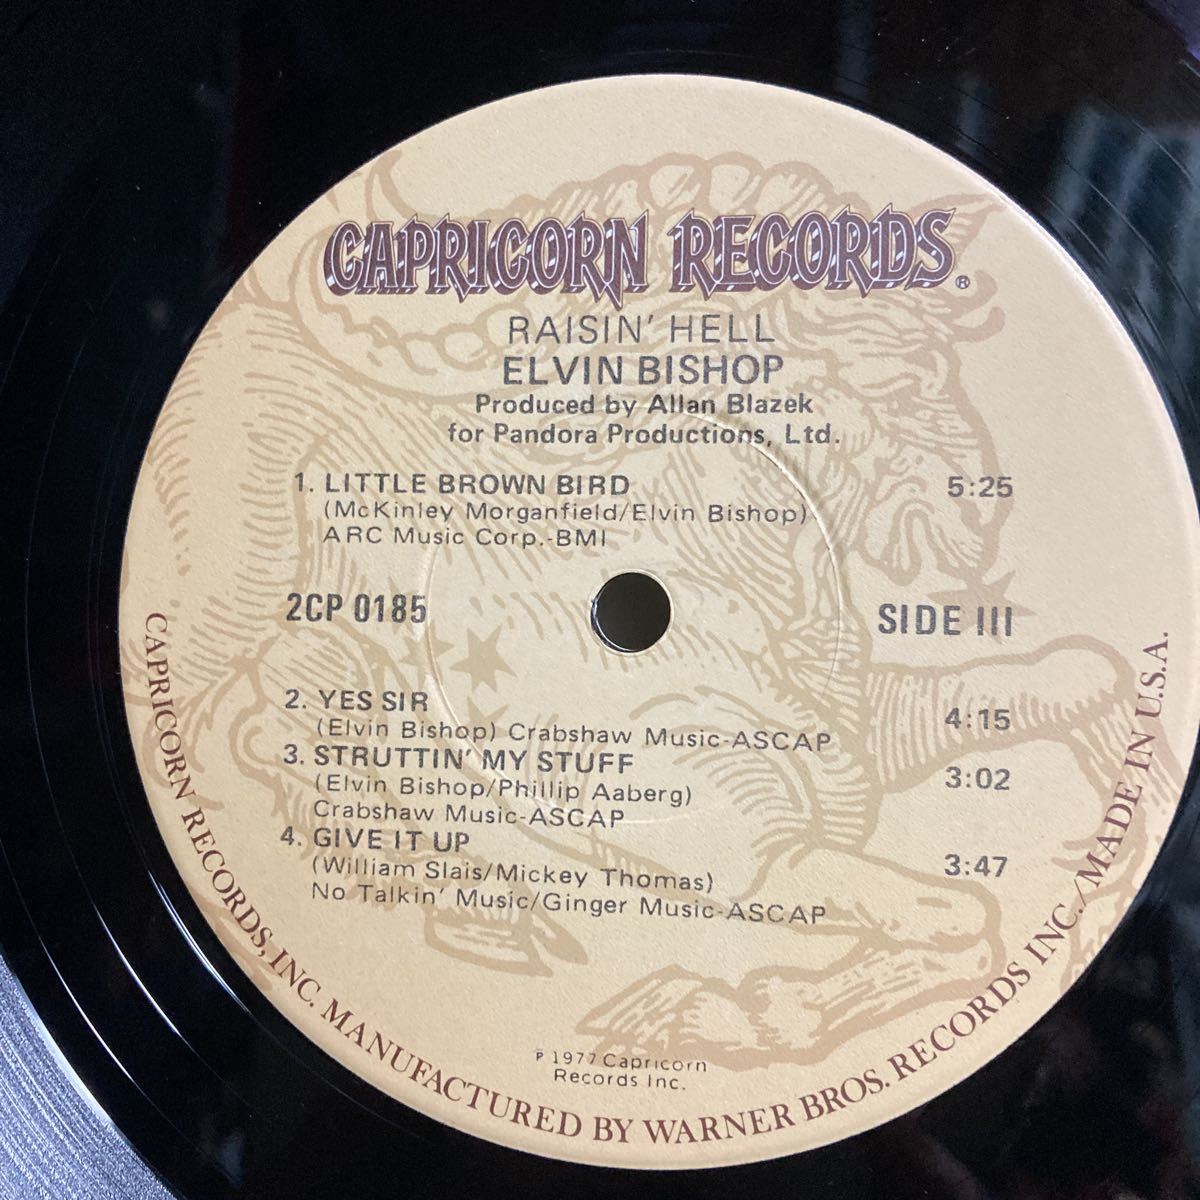 CAPRICORN RECORDS®
RAISIN' HELL
ELVIN BISHOP
Produced by Allan Blazek
for Pandora Productions, Ltd.
1. LITTLE BROWN BIRD 5:25
(McKinley Morganfield/Elvin Bishop)
ARC Music Corp.-BMI
2CP 0185 SIDE III
2. YES SIR 4:15
(Elvin Bishop) Crabshaw Music-ASCAP
3. STRUTTIN' MY STUFF 3:02
(Elvin Bishop/Phillip Aaberg)
Crabshaw Music-ASCAP
4. GIVE IT UP 3:47
(William Slais/Mickey Thomas)
No Talkin' Music/Ginger Music-ASCAP
℗ 1977 Capricorn
Records Inc.
CAPRICORN RECORDS, INC. MANUFACTURED BY WARNER BROS. RECORDS INC./MADE IN U.S.A.